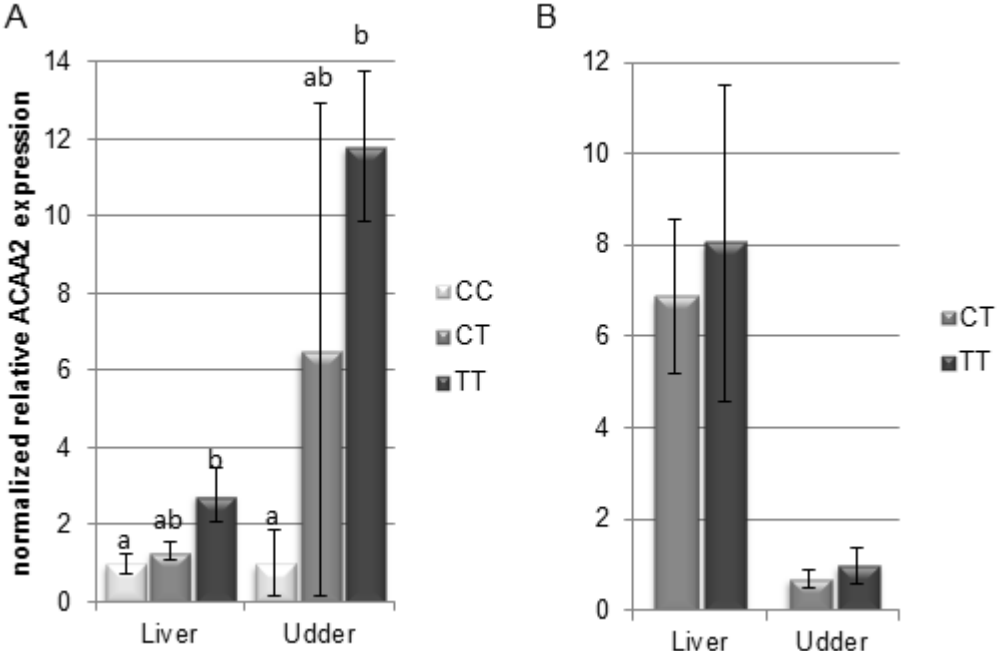 A
normalized relative ACAA2 expression
14
12
10
8
6
4
2
0
a
ab
b
a
ab
b
Liver
Udder
CC
CT
TT
B
12
10
8
6
4
2
0
Liver
Udder
CT
TT